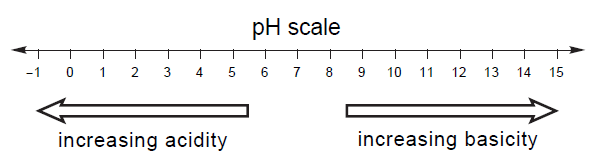 pH scale
–1 0 1 2 3 4 5 6 7 8 9 10 11 12 13 14 15
increasing acidity increasing basicity